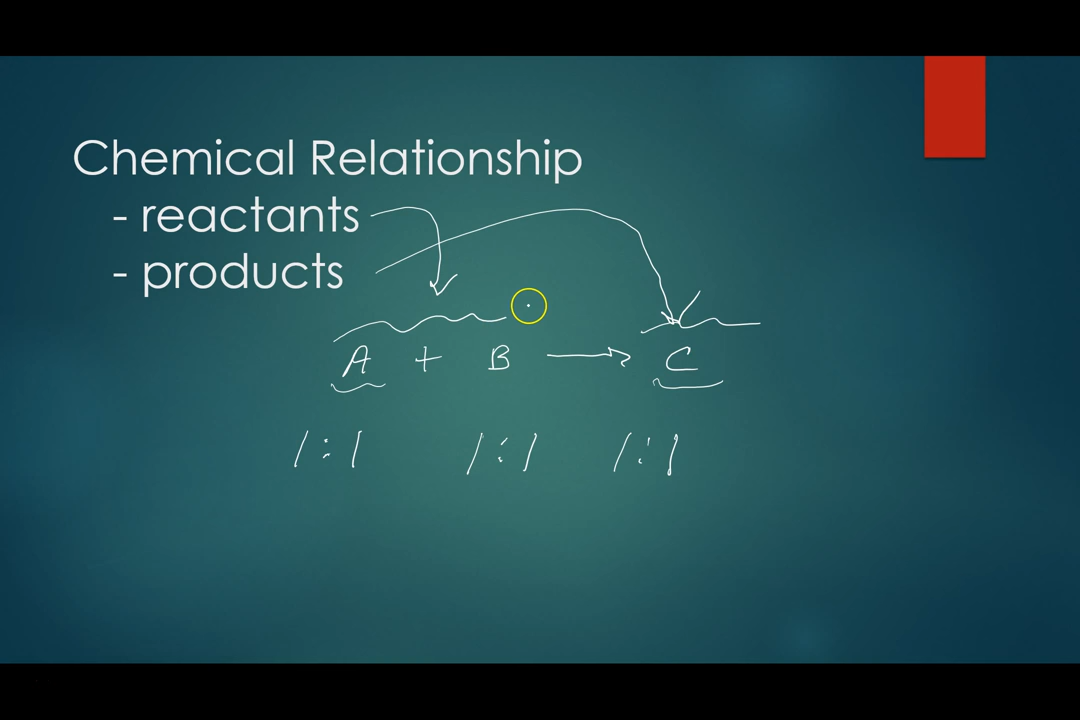 Chemical Relationship
- reactants
- products
A + B → C
1:1 1:1 1:1